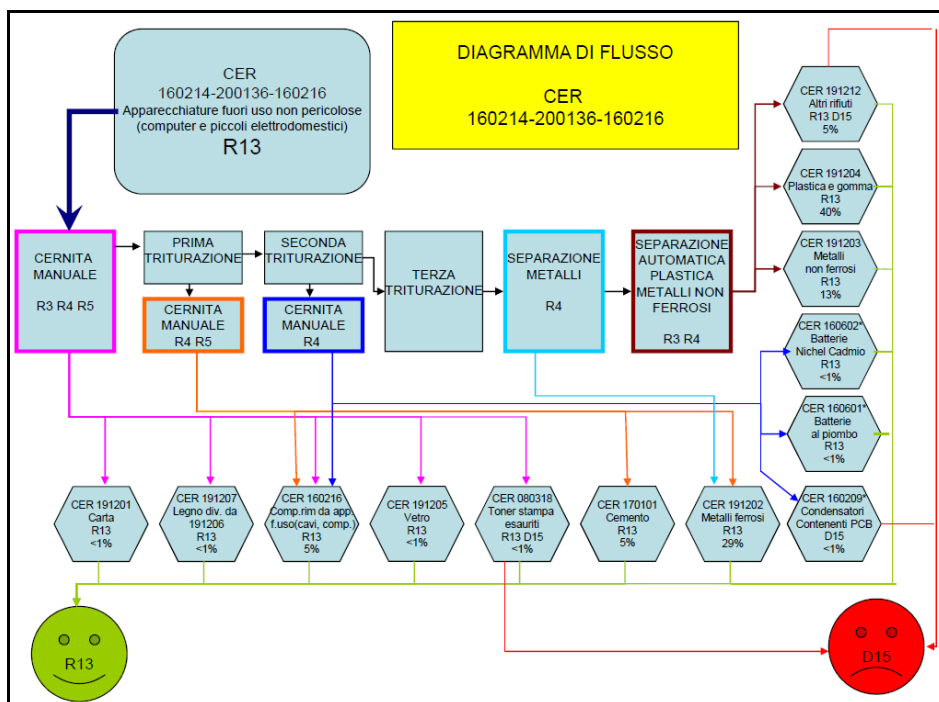 CER
160214-200136-160216
Apparecchiature fuori uso non pericolose
(computer e piccoli elettrodomestici)
R13
DIAGRAMMA DI FLUSSO
CER
160214-200136-160216
CER 191212
Altri rifiuti
R13 D15
5%
CER 191204
Plastica e gomma
R13
40%
CER 191203
Metalli
non ferrosi
R13
13%
CER 160602*
Batterie
Nichel Cadmio
R13
<1%
CER 160601*
Batterie
al piombo
R13
<1%
CER 160209*
Condensatori
Contenenti PCB
D15
<1%
CERNITA
MANUALE
R3 R4 R5
PRIMA
TRITURAZIONE
CERNITA
MANUALE
R4 R5
SECONDA
TRITURAZIONE
CERNITA
MANUALE
R4
TERZA
TRITURAZIONE
SEPARAZIONE
METALLI
R4
SEPARAZIONE
AUTOMATICA
PLASTICA
METALLI NON
FERROSI
R3 R4
CER 191201
Carta
R13
<1%
CER 191207
Legno div. da
191206
R13
<1%
CER 160216
Comp.rim da app.
f.uso(cavi, comp.)
R13
5%
CER 191205
Vetro
R13
<1%
CER 080318
Toner stampa
esauriti
R13 D15
<1%
CER 170101
Cemento
R13
5%
CER 191202
Metalli ferrosi
R13
29%
R13
D15